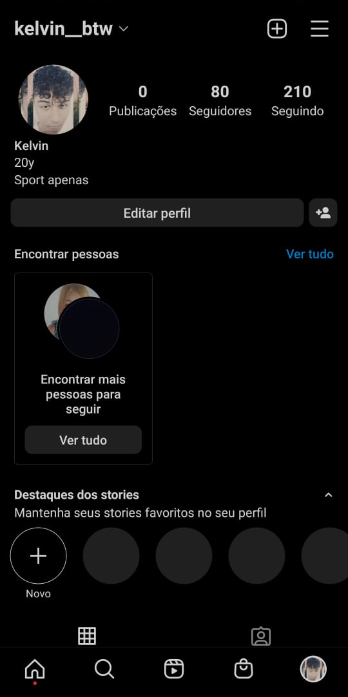 kelvin__btw
0 80 210
Publicações Seguidores Seguindo
Kelvin
20y
Sport apenas
Editar perfil
Encontrar pessoas Ver tudo
Encontrar mais
pessoas para
seguir
Ver tudo
Destaques dos stories
Mantenha seus stories favoritos no seu perfil
Novo